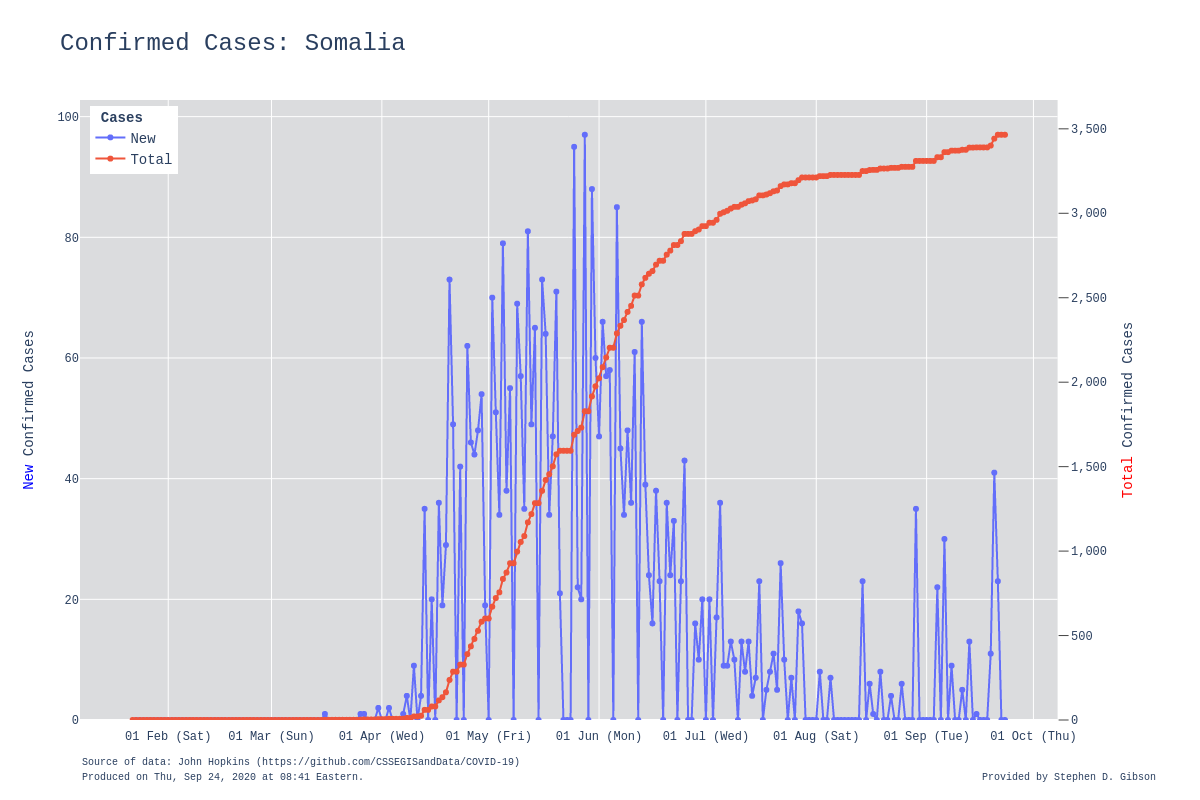 Confirmed Cases: Somalia
Cases
New
Total
100
80
60
40
20
0
3,500
3,000
2,500
2,000
1,500
1,000
500
0
New Confirmed Cases
Total Confirmed Cases
01 Feb (Sat) 01 Mar (Sun) 01 Apr (Wed) 01 May (Fri) 01 Jun (Mon) 01 Jul (Wed) 01 Aug (Sat) 01 Sep (Tue) 01 Oct (Thu)
Source of data: John Hopkins (https://github.com/CSSEGISandData/COVID-19)
Produced on Thu, Sep 24, 2020 at 08:41 Eastern.
Provided by Stephen D. Gibson